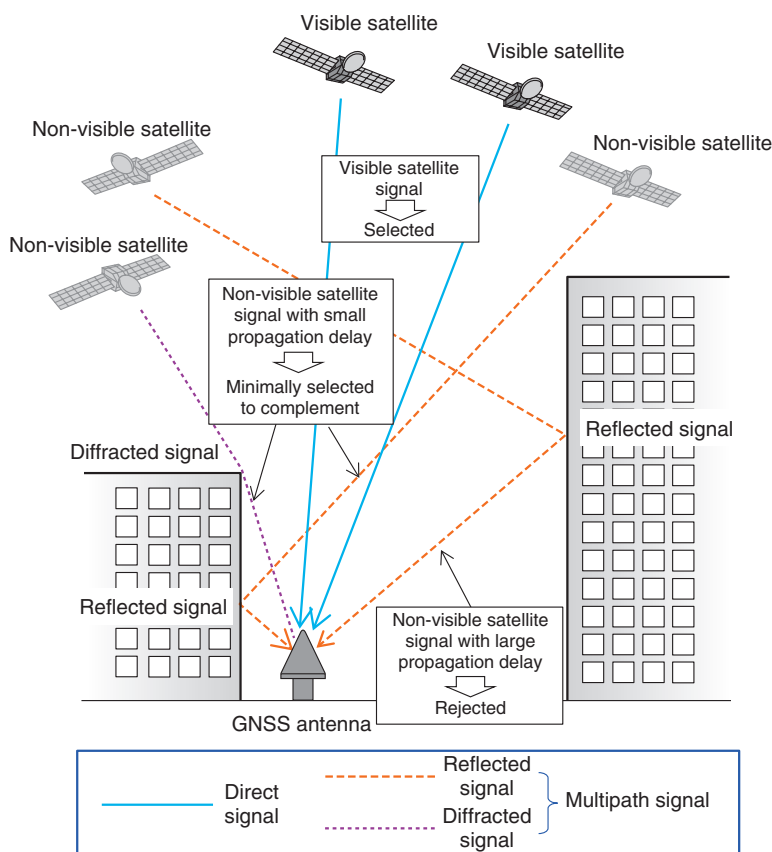 Visible satellite
Visible satellite
Non-visible satellite
Non-visible satellite
Visible satellite
signal
Selected
Non-visible satellite
Non-visible satellite
signal with small
propagation delay
Minimally selected
to complement
Reflected signal
Diffracted signal
Reflected signal
Non-visible satellite
signal with large
propagation delay
Rejected
GNSS antenna
Direct
signal
Reflected
signal
Diffracted
signal
Multipath signal